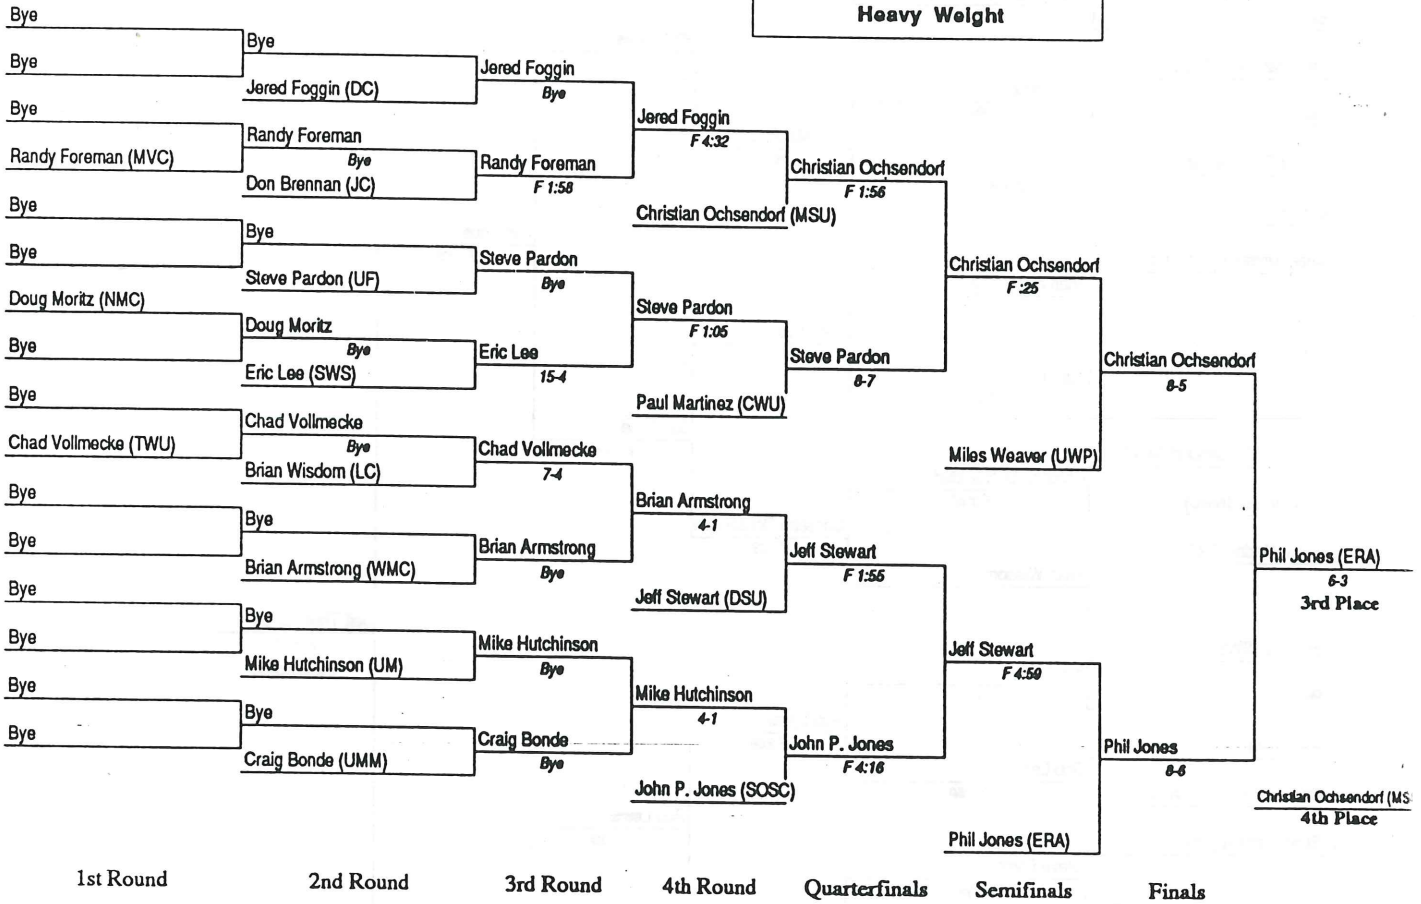 Heavy Weight
Bye
Bye
Bye
Randy Foreman (MVC)
Bye
Bye
Doug Moritz (NMC)
Bye
Bye
Chad Vollmecke (TWU)
Bye
Bye
Bye
Bye
Bye
Bye
1st Round
Bye
Jered Foggin (DC)
Randy Foreman
Bye
Don Brennan (JC)
Bye
Steve Pardon (UF)
Doug Moritz
Bye
Eric Lee (SWS)
Chad Vollmecke
Bye
Brian Wisdom (LC)
Bye
Brian Armstrong (WMC)
Bye
Mike Hutchinson (UM)
Bye
Craig Bonde (UMM)
2nd Round
Jered Foggin
Bye
Randy Foreman
F 1:58
Steve Pardon
Bye
Eric Lee
15-4
Chad Vollmecke
7-4
Brian Armstrong
Bye
Mike Hutchinson
Bye
Craig Bonde
Bye
3rd Round
Jered Foggin
F 4:32
Christian Ochsendorf (MSU)
Steve Pardon
F 1:05
Paul Martinez (CWU)
Brian Armstrong
4-1
Jeff Stewart (DSU)
Mike Hutchinson
4-1
John P. Jones (SOSC)
4th Round
Christian Ochsendorf
F 1:56
Steve Pardon
8-7
Jeff Stewart
F 1:55
John P. Jones
F 4:16
Quarterfinals
Christian Ochsendorf
F :25
Miles Weaver (UWP)
Jeff Stewart
F 4:59
Phil Jones (ERA)
Semifinals
Christian Ochsendorf
8-5
Phil Jones
8-6
Finals
Phil Jones (ERA)
6-3
3rd Place
Christian Ochsendorf (MS
4th Place